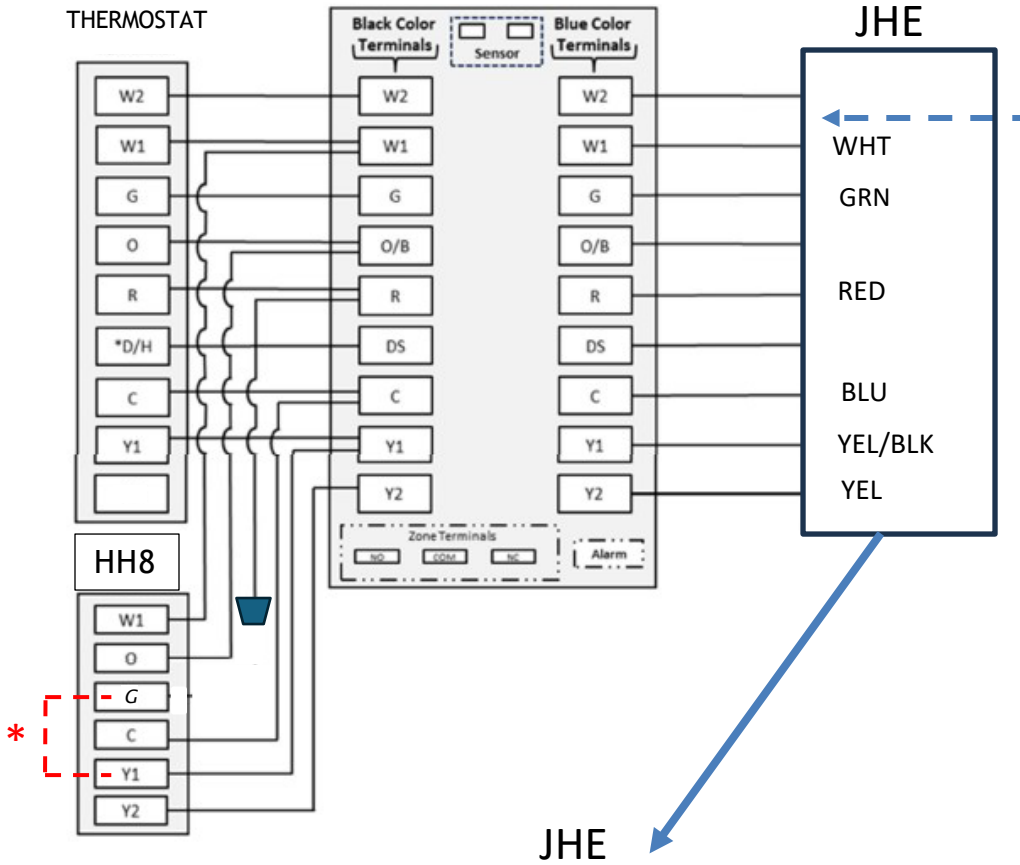 THERMOSTAT
W2
W1
G
O
R
*D/H
C
Y1
Black Color
Terminals
Sensor
Blue Color
Terminals
W2
W1
G
O/B
R
DS
C
Y1
Y2
W2
W1
G
O/B
R
DS
C
Y1
Y2
Zone Terminals
NO
COM
NC
Alarm
JHE
WHT
GRN
RED
BLU
YEL/BLK
YEL
HH8
W1
O
G
C
Y1
Y2
*
JHE